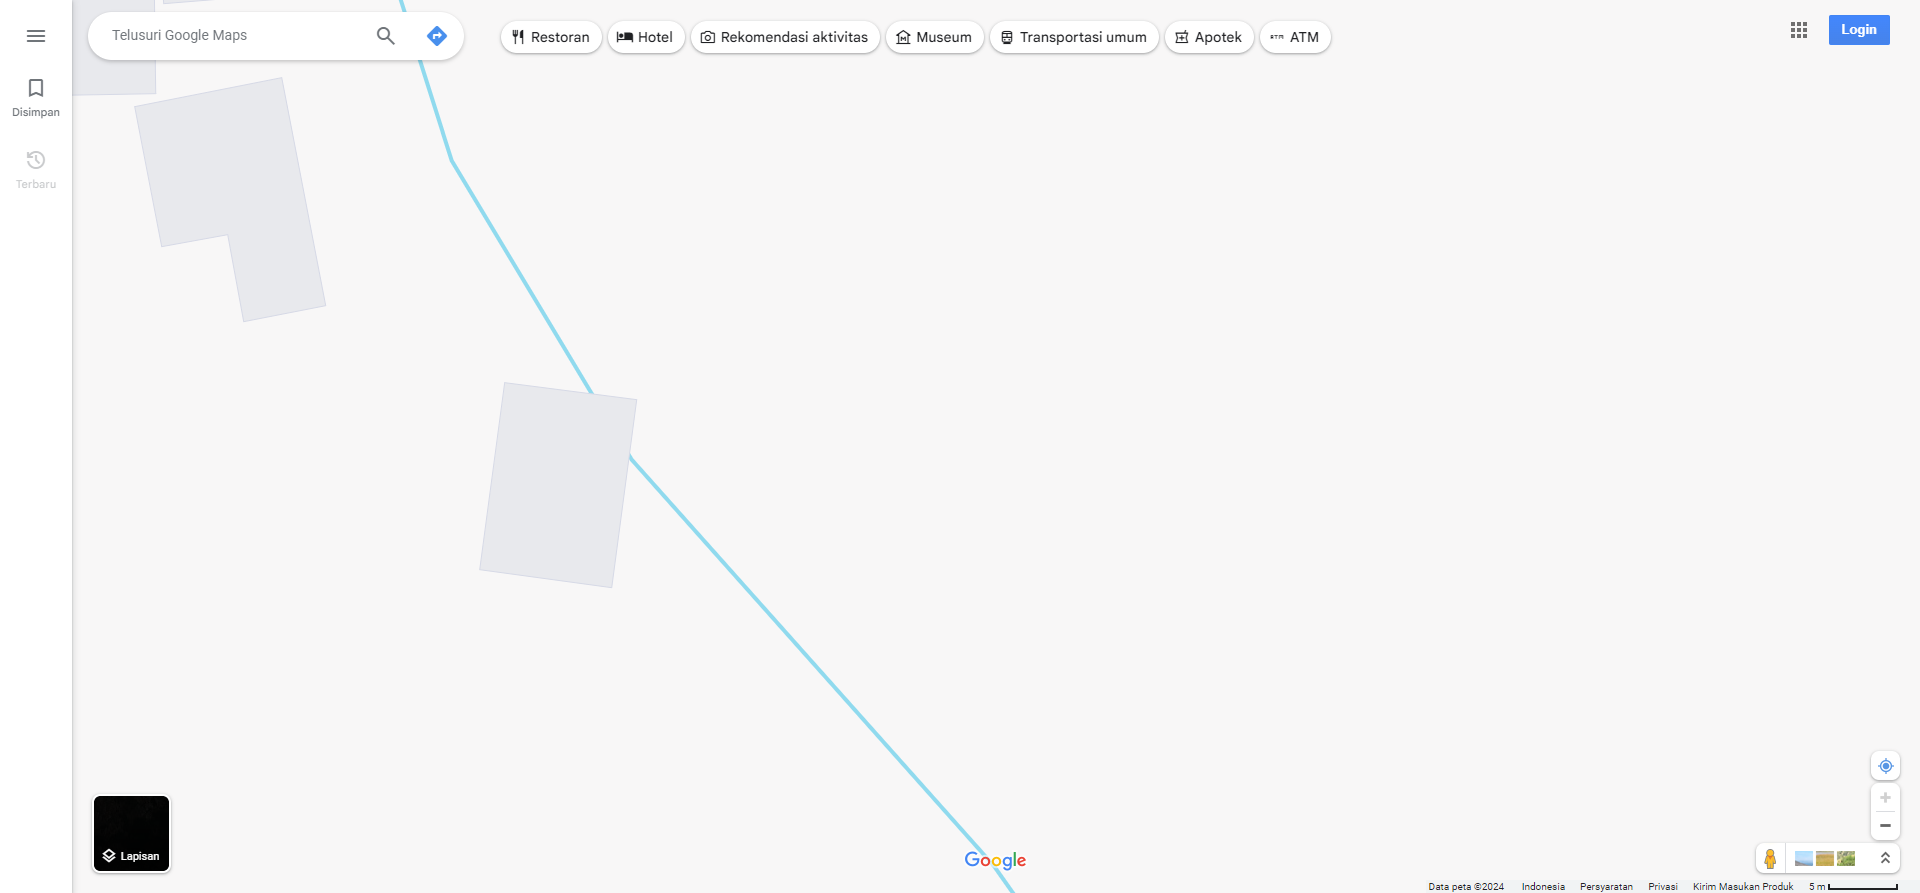 Telusuri Google Maps
Restoran
Hotel
Rekomendasi aktivitas
Museum
Transportasi umum
Apotek
ATM
Login
Disimpan
Terbaru
Lapisan
Google
Data peta ©2024
Indonesia
Persyaratan
Privasi
Kirim Masukan Produk
5 m